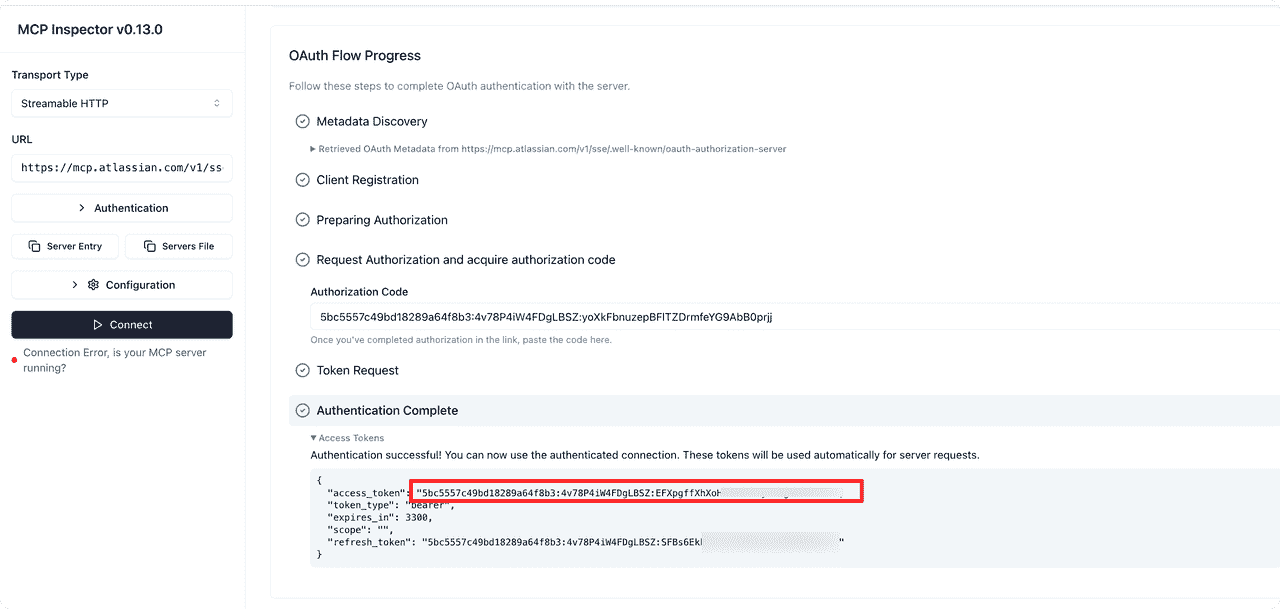 MCP Inspector v0.13.0
Transport Type
Streamable HTTP
URL
https://mcp.atlassian.com/v1/ss
Authentication
Server Entry
Servers File
Configuration
Connect
Connection Error, is your MCP server
running?
OAuth Flow Progress
Follow these steps to complete OAuth authentication with the server.
Metadata Discovery
Retrieved OAuth Metadata from https://mcp.atlassian.com/v1/sse/.well-known/oauth-authorization-server
Client Registration
Preparing Authorization
Request Authorization and acquire authorization code
Authorization Code
5bc5557c49bd18289a64f8b3:4v78P4iW4FDgLBSZ:yoXkFbnuzepBFlTZDrmfeYG9AbB0prjj
Once you've completed authorization in the link, paste the code here.
Token Request
Authentication Complete
Access Tokens
Authentication successful! You can now use the authenticated connection. These tokens will be used automatically for server requests.
{
"access_token": "5bc5557c49bd18289a64f8b3:4v78P4iW4FDgLBSZ:EFXpgffXhXoH
"token_type": "bearer",
"expires_in": 3300,
"scope": "",
"refresh_token": "5bc5557c49bd18289a64f8b3:4v78P4iW4FDgLBSZ:SFBs6Ek "
}